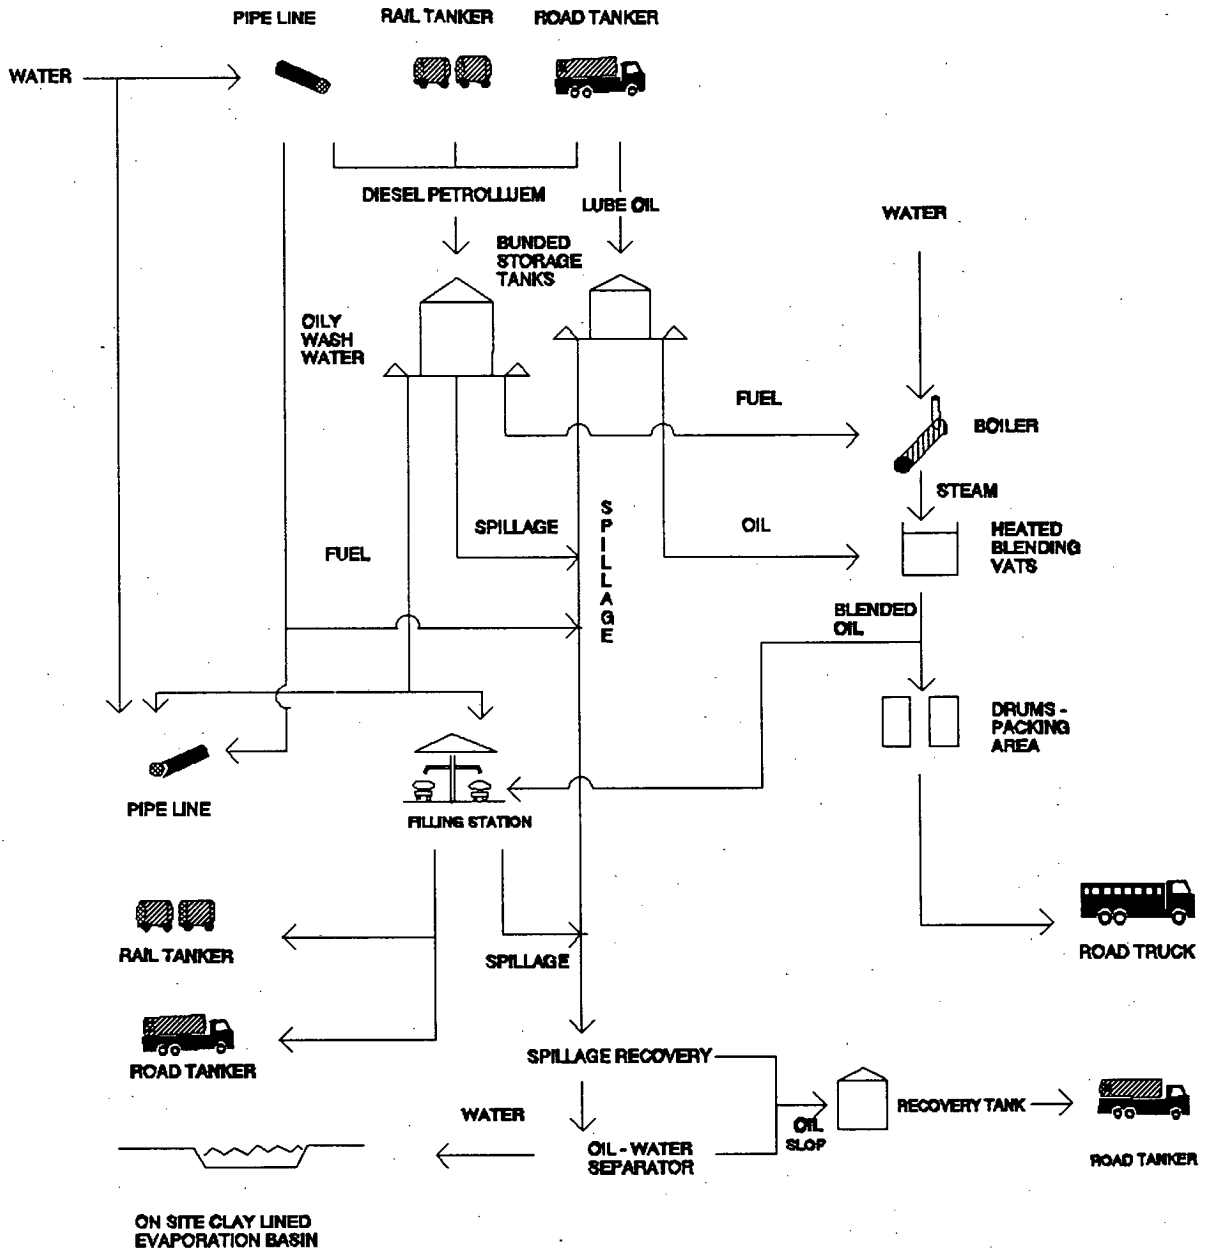 PIPE LINE
RAIL TANKER
ROAD TANKER
WATER
DIESEL PETROLLUEM
LUBE OIL
WATER
BUNDED
STORAGE
TANKS
OILY
WASH
WATER
FUEL
BOILER
STEAM
SPILLAGE
SPILLAGE
OIL
HEATED
BLENDING
VATS
FUEL
BLENDED
OIL
DRUMS -
PACKING
AREA
PIPE LINE
FILLING STATION
RAIL TANKER
SPILLAGE
ROAD TRUCK
ROAD TANKER
SPILLAGE RECOVERY
WATER
RECOVERY TANK
OIL
SLOP
OIL - WATER
SEPARATOR
ROAD TANKER
ON SITE CLAY LINED
EVAPORATION BASIN